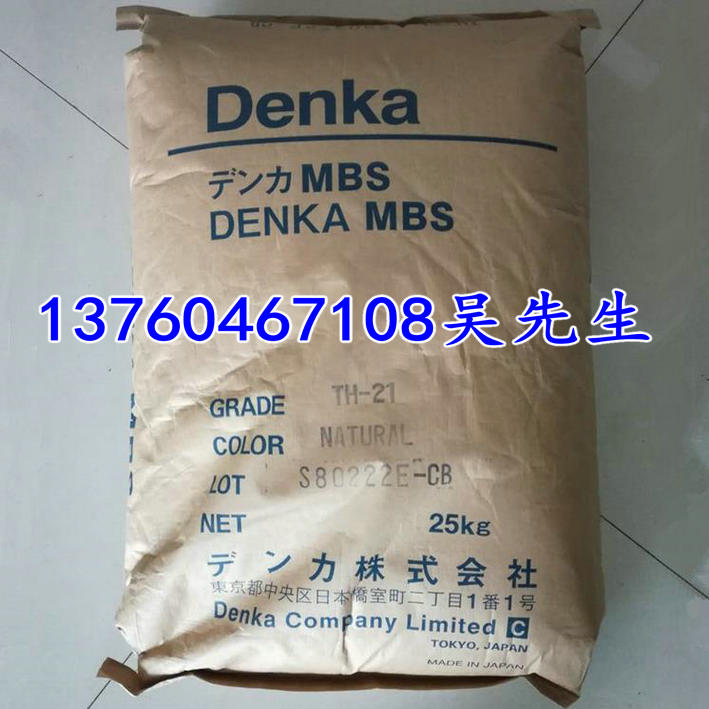 Denka
デンカMBS
DENKA MBS
13760467108吴先生
GRADE TH-21
COLOR NATURAL
LOT S80222E-CB
NET 25kg
デンカ株式会社
東京都中央区日本橋室町二丁目1番1号
Denka Company Limited C
TOKYO, JAPAN
MADE IN JAPAN